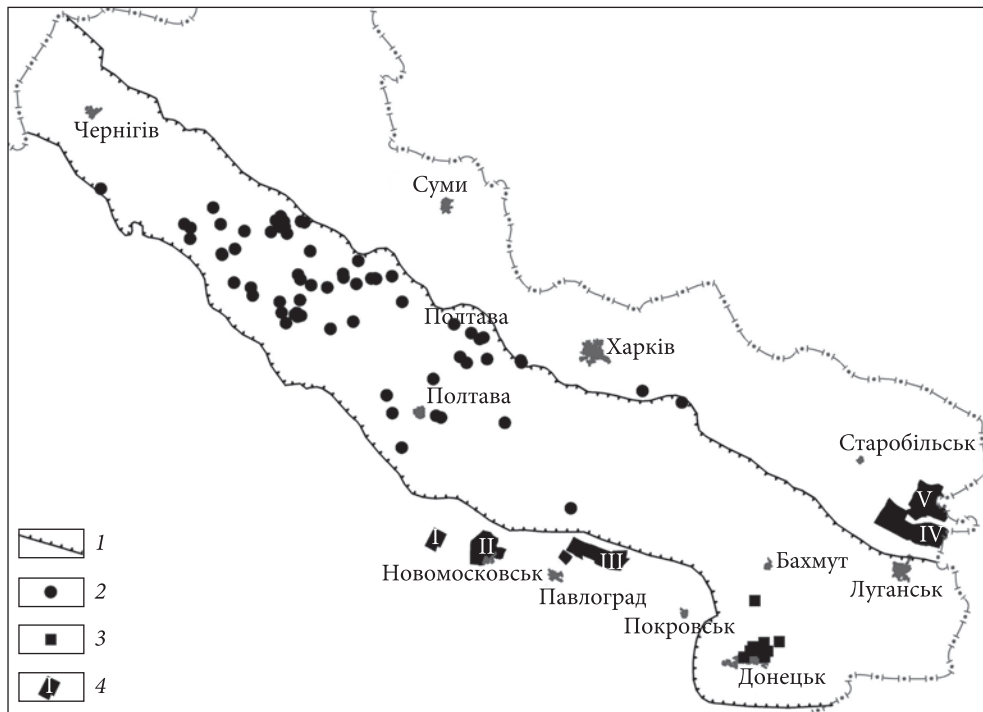 Чернігів
Суми
Полтава
Харків
Полтава
Старобільськ
V
IV
I
II
III
Новомосковськ
Павлоград
Бахмут
Луганськ
Покровськ
Донецьк
1
2
3
I 4